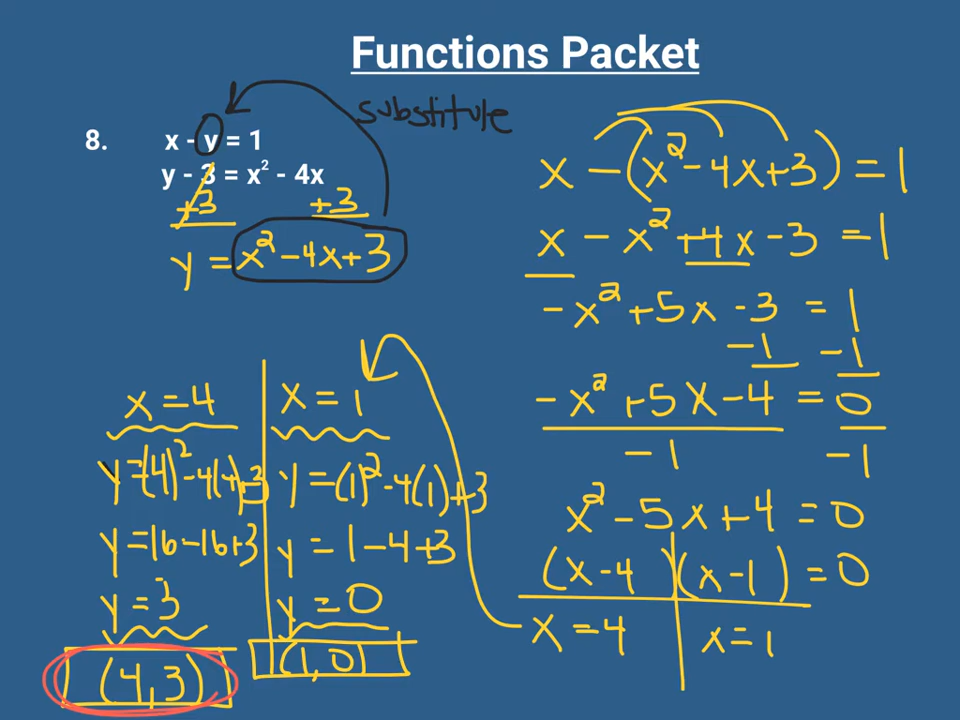 Functions Packet
substitute
8. x - y = 1
y - 3 = x² - 4x
+3 +3
y = x² - 4x + 3
x - (x² - 4x + 3) = 1
x - x² + 4x - 3 = 1
-x² + 5x - 3 = 1
-1 -1
-x² + 5x - 4 = 0
-1 -1
x² - 5x + 4 = 0
(x - 4)(x - 1) = 0
x = 4 x = 1
x = 4
y = (4)² - 4(4) + 3
y = 16 - 16 + 3
y = 3
(4, 3)
x = 1
y = (1)² - 4(1) + 3
y = 1 - 4 + 3
y = 0
(1, 0)